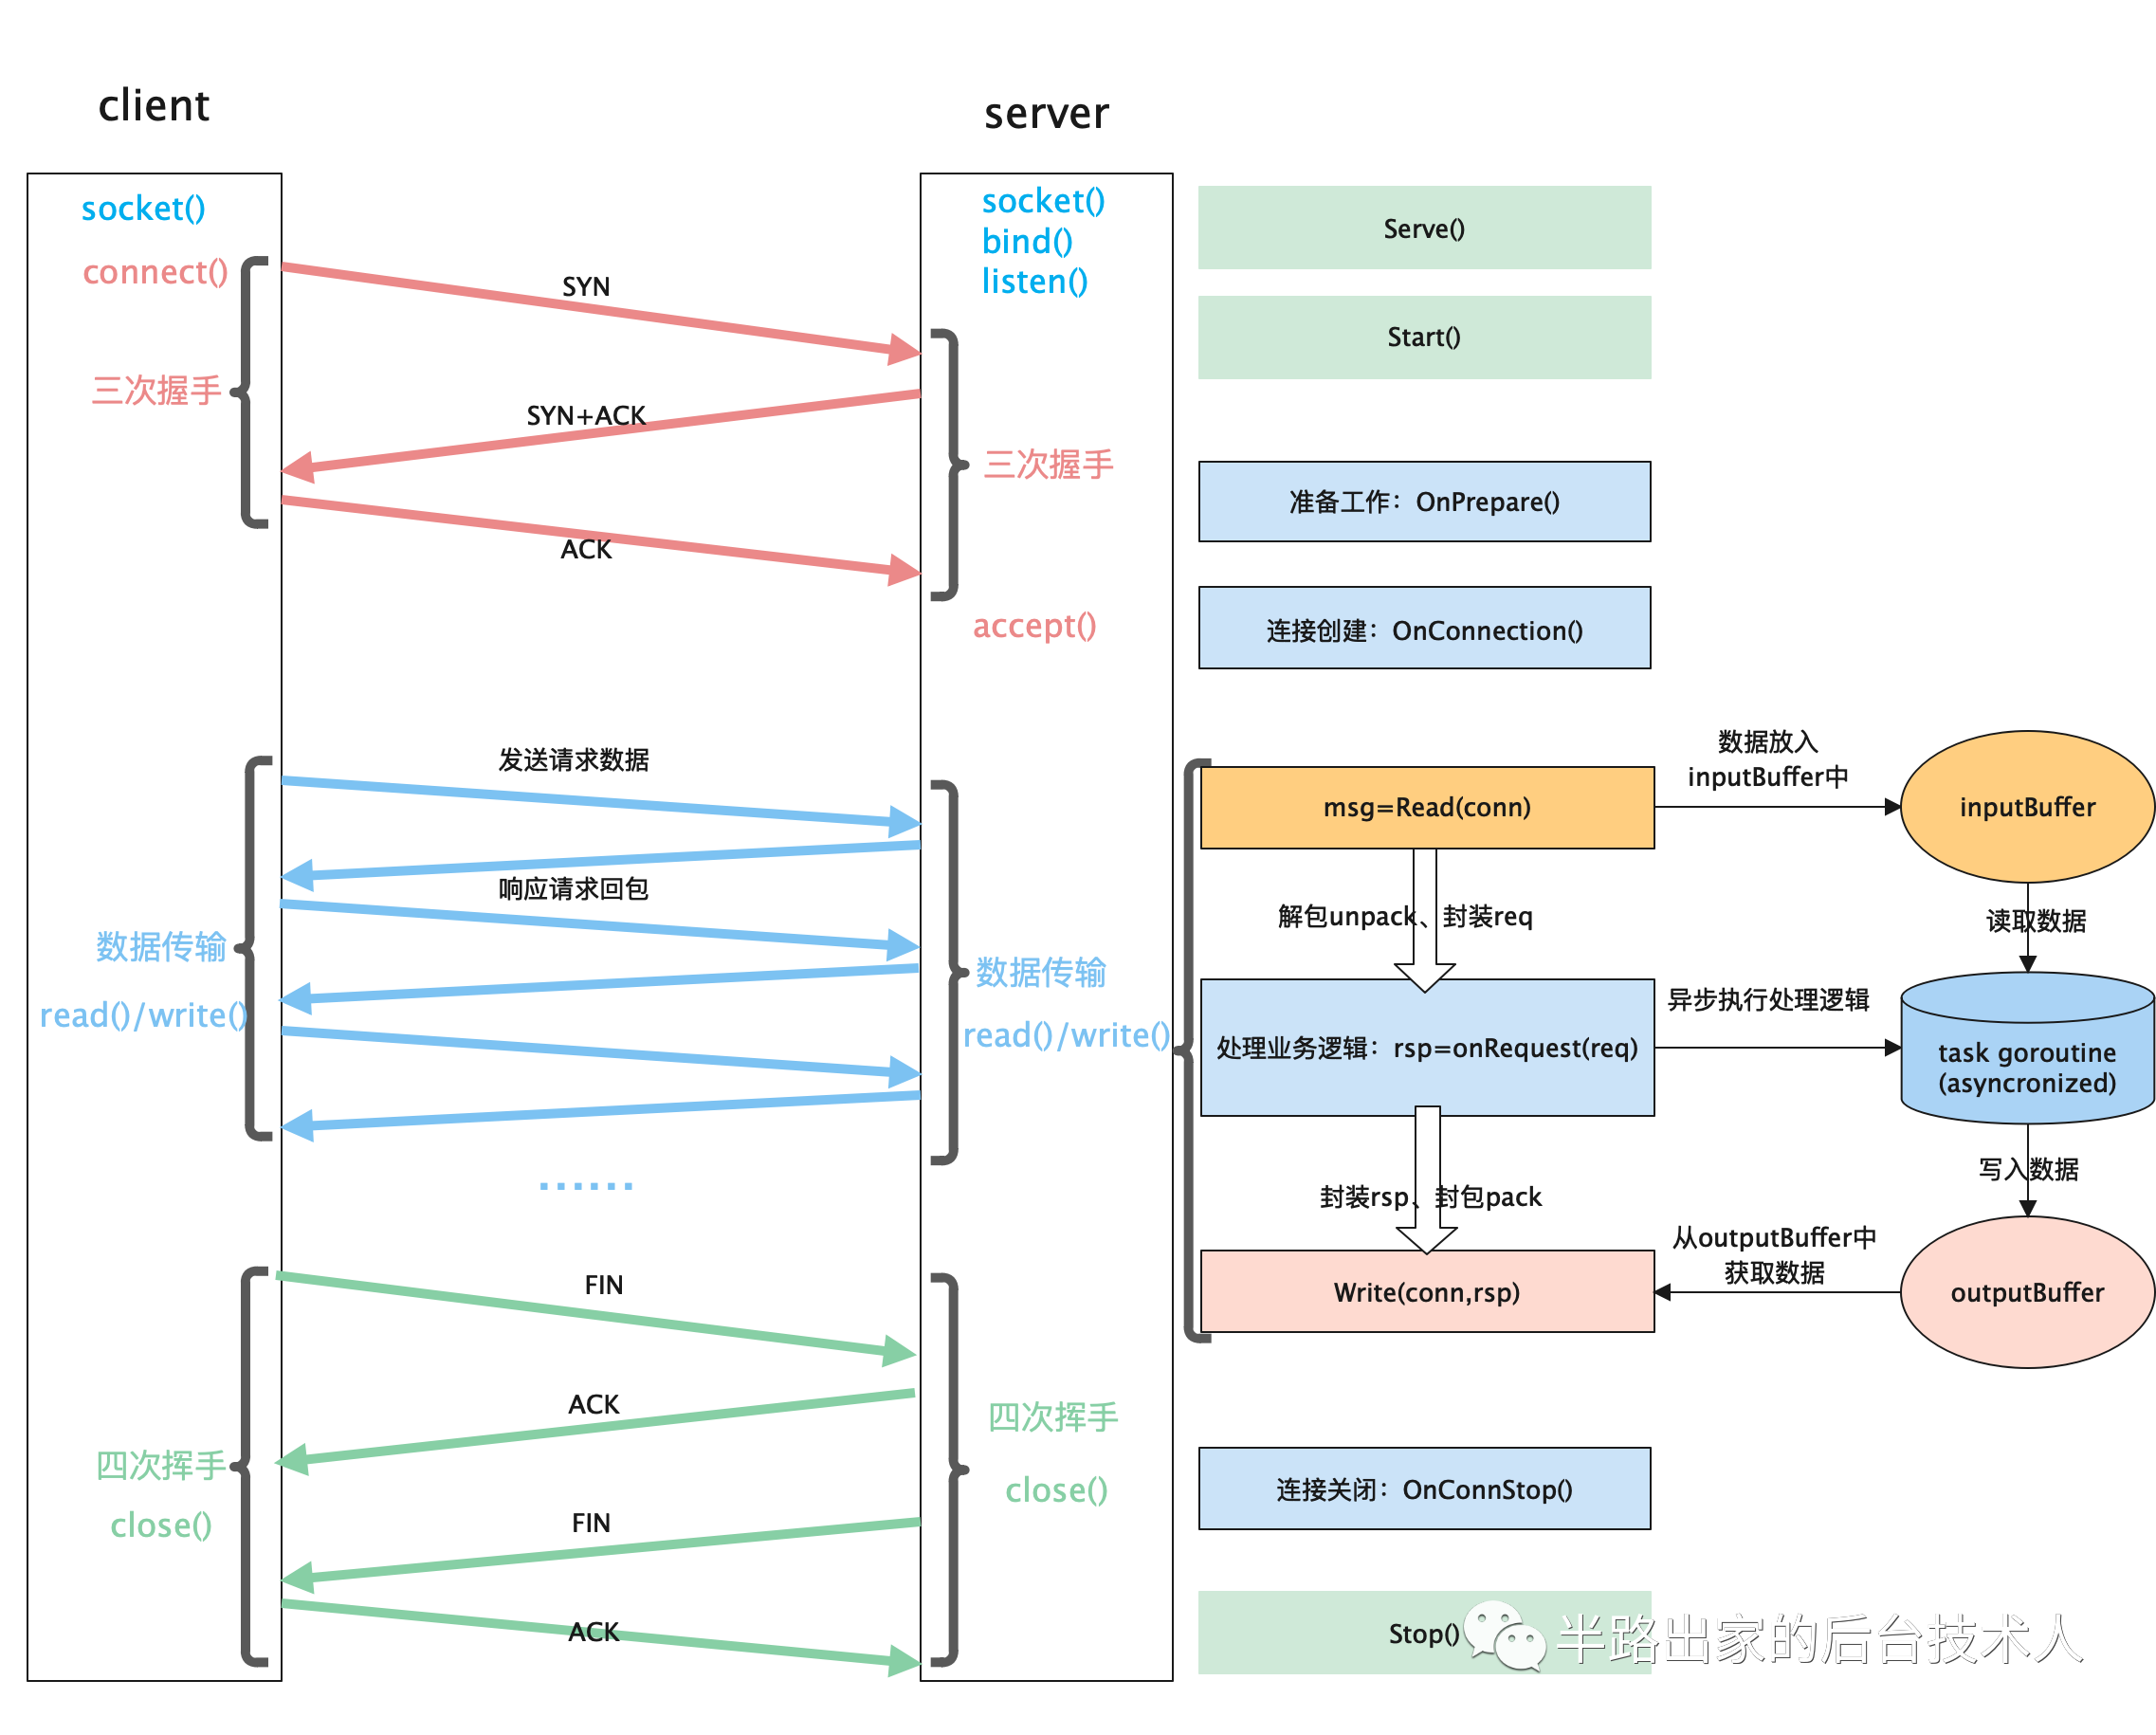 client
server
socket()
connect()
三次握手
SYN
SYN+ACK
ACK
socket()
bind()
listen()
三次握手
accept()
Serve()
Start()
准备工作：OnPrepare()
连接创建：OnConnection()
数据传输
read()/write()
发送请求数据
响应请求回包
......
数据传输
read()/write()
msg=Read(conn)
数据放入
inputBuffer中
inputBuffer
解包unpack、封装req
读取数据
处理业务逻辑：rsp=onRequest(req)
异步执行处理逻辑
task goroutine
(asyncronized)
封装rsp、封包pack
写入数据
Write(conn,rsp)
从outputBuffer中
获取数据
outputBuffer
四次挥手
close()
FIN
ACK
FIN
ACK
四次挥手
close()
连接关闭：OnConnStop()
Stop()
半路出家的后台技术人